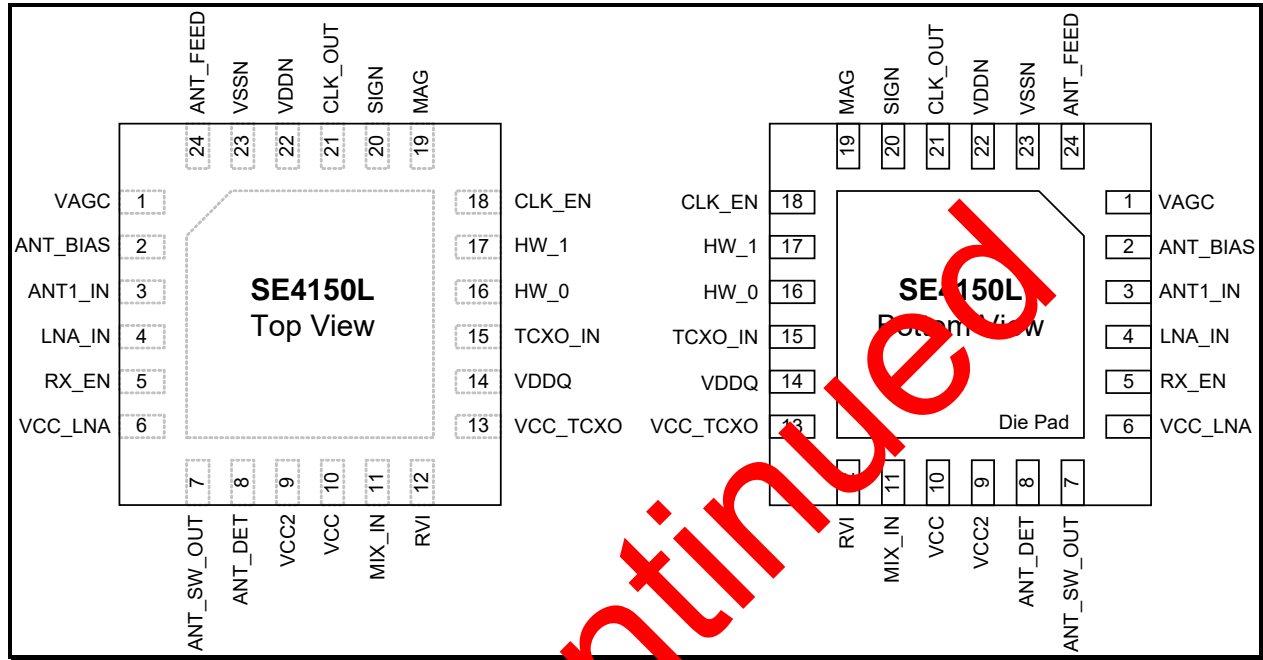 ANT_FEED
VSSN
VDDN
CLK_OUT
SIGN
MAG
24
23
22
21
20
19
VAGC 1
ANT_BIAS 2
ANT1_IN 3
LNA_IN 4
RX_EN 5
VCC_LNA 6
SE4150L
Top View
18 CLK_EN
17 HW_1
16 HW_0
15 TCXO_IN
14 VDDQ
13 VCC_TCXO
7
8
9
10
11
12
ANT_SW_OUT
ANT_DET
VCC2
VCC
MIX_IN
RVI
MAG
SIGN
CLK_OUT
VDDN
VSSN
ANT_FEED
19
20
21
22
23
24
CLK_EN 18
HW_1 17
HW_0 16
TCXO_IN 15
VDDQ 14
VCC_TCXO 13
SE4150L
Bottom View
Die Pad
1 VAGC
2 ANT_BIAS
3 ANT1_IN
4 LNA_IN
5 RX_EN
6 VCC_LNA
11
10
9
8
7
RVI
MIX_IN
VCC
VCC2
ANT_DET
ANT_SW_OUT
ntinued